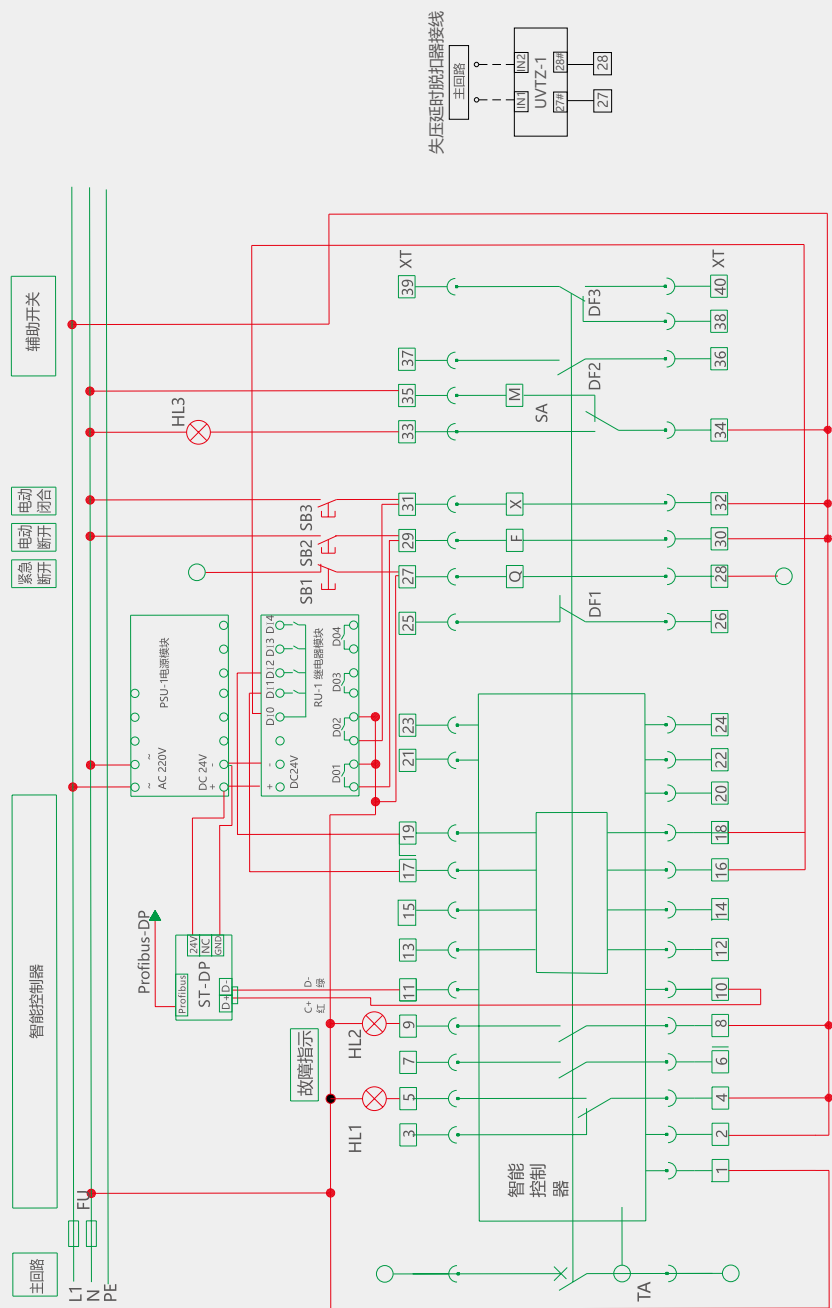 失压延时脱扣器接线
主回路
IN1
IN2
UVTZ-1
27#
28#
27
28
主回路
智能控制器
紧急
断开
电动
断开
电动
闭合
辅助开关
L1
N
PE
FU
HL3
Profibus-DP
Profibus
ST-DP
24V
NC
GND
D+
D-
PSU-1电源模块
~
~
AC 220V
DC 24V
+
-
RU-1 继电器模块
+
-
DC24V
DI0
DI1
DI2
DI3
DI4
D01
D02
D03
D04
SB1
SB2
SB3
故障指示
C+
红
D-
绿
HL1
HL2
3
5
7
9
11
13
15
17
19
21
23
25
27
29
31
33
35
37
39
XT
智能
控制
器
Q
F
X
M
SA
DF1
DF2
DF3
TA
1
2
4
6
8
10
12
14
16
18
20
22
24
26
28
30
32
34
36
38
40
XT